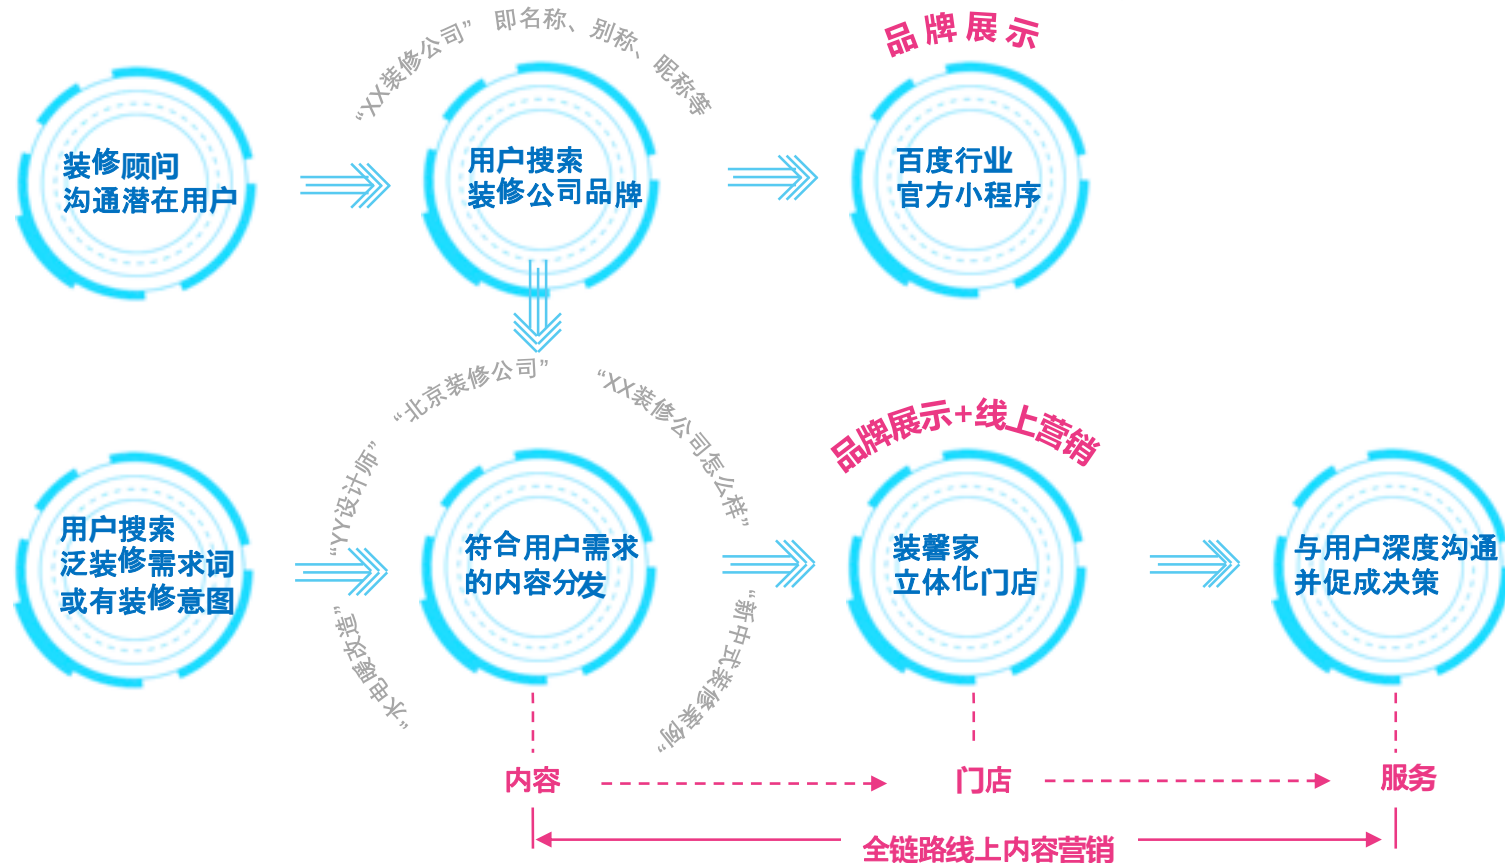 “XX装修公司” 即名称、别称、昵称等
品牌展示
装修顾问
沟通潜在用户
用户搜索
装修公司品牌
百度行业
官方小程序
“YY设计师”
“北京装修公司”
“XX装修公司怎么样”
品牌展示+线上营销
用户搜索
泛装修需求词
或有装修意图
符合用户需求
的内容分发
装馨家
立体化门店
与用户深度沟通
并促成决策
“水电暖改造”
“新中式装修案例”
内容
门店
服务
全链路线上内容营销